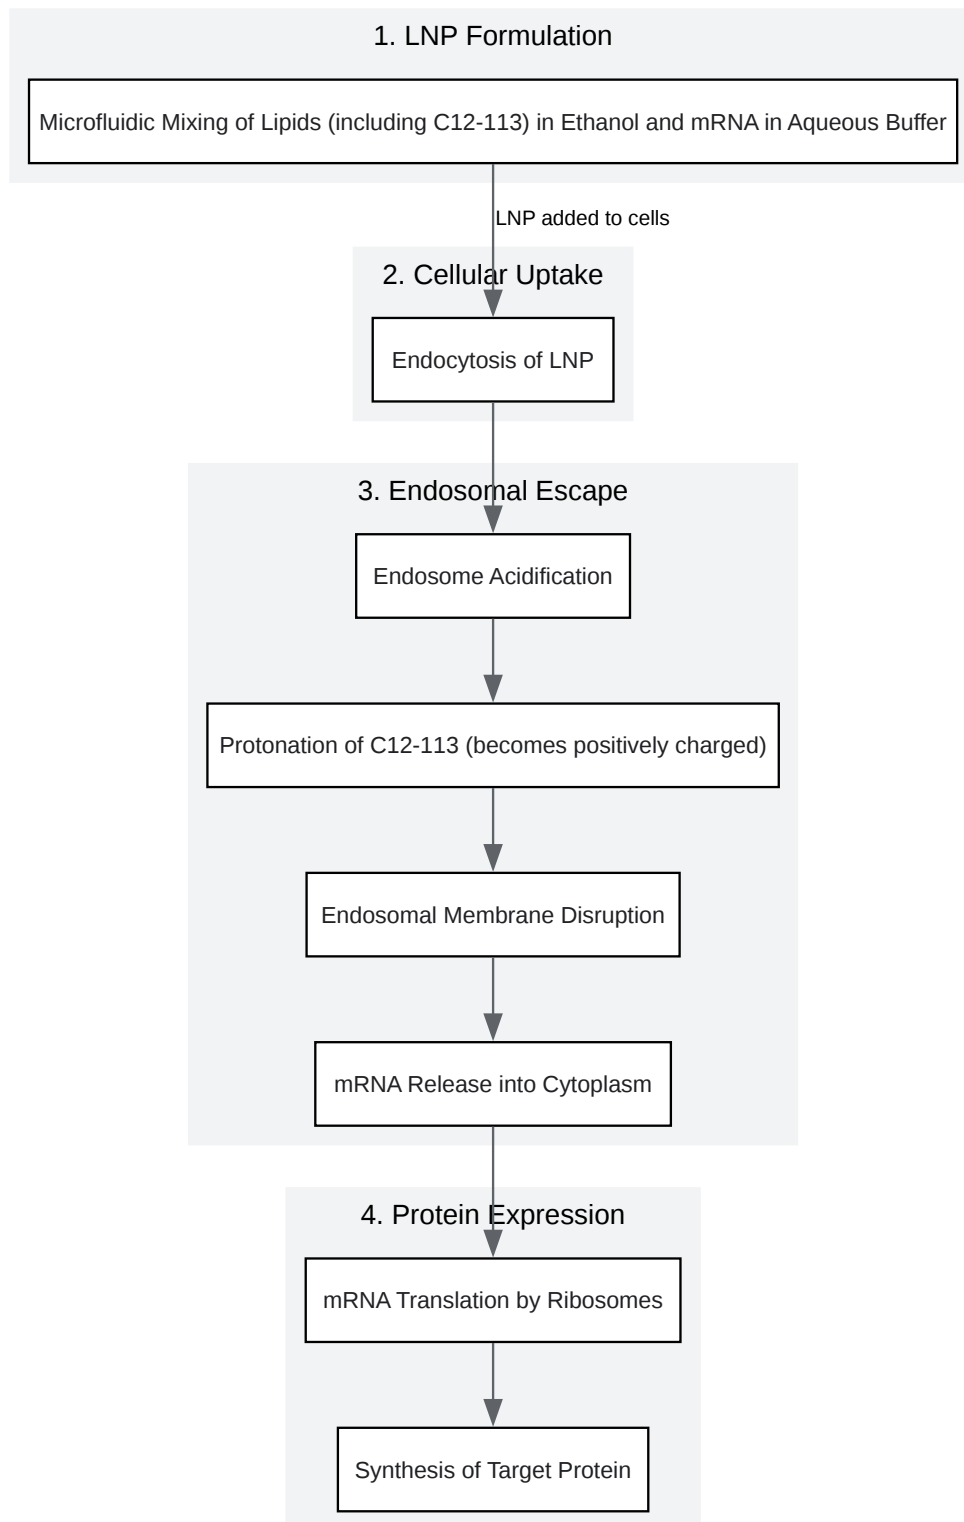 1. LNP Formulation
Microfluidic Mixing of Lipids (including C12-113) in Ethanol and mRNA in Aqueous Buffer
LNP added to cells
2. Cellular Uptake
Endocytosis of LNP
3. Endosomal Escape
Endosome Acidification
Protonation of C12-113 (becomes positively charged)
Endosomal Membrane Disruption
mRNA Release into Cytoplasm
4. Protein Expression
mRNA Translation by Ribosomes
Synthesis of Target Protein